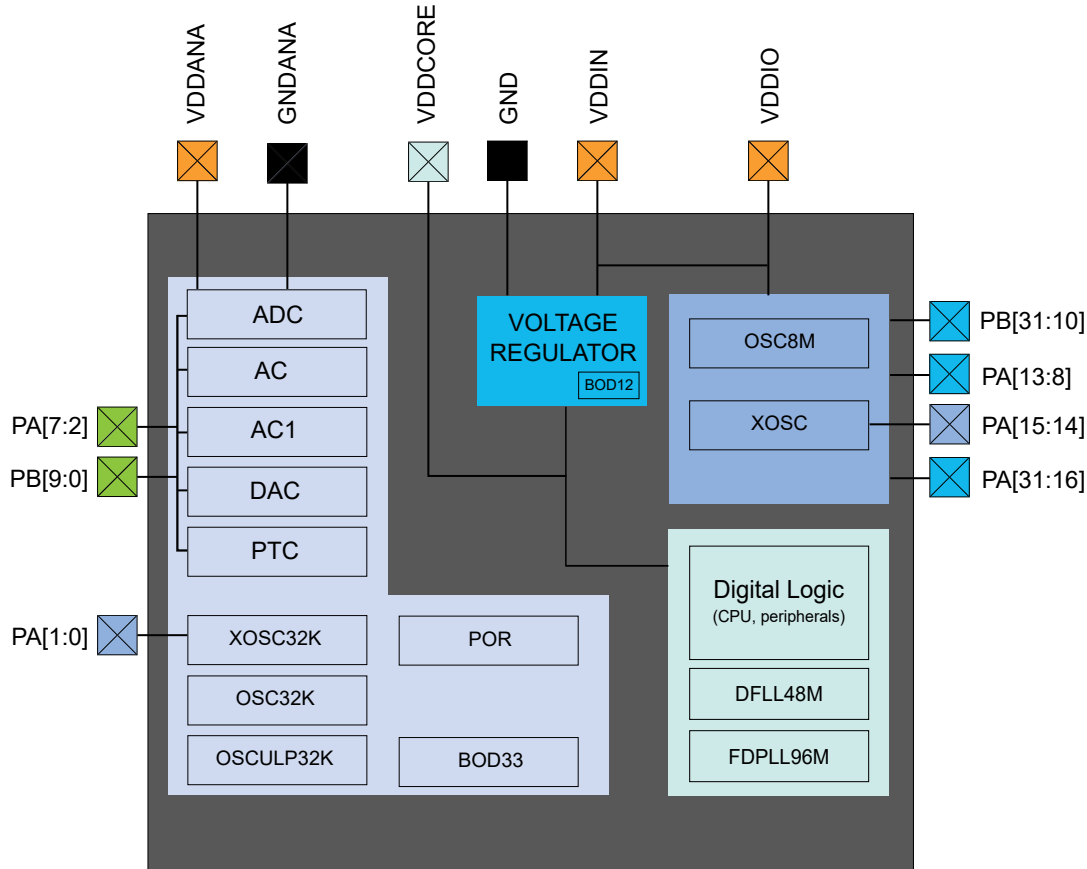 VDDANA
GNDANA
VDDCORE
GND
VDDIN
VDDIO
ADC
AC
AC1
DAC
PTC
PA[7:2]
PB[9:0]
PA[1:0]
XOSC32K
OSC32K
OSCULP32K
POR
BOD33
VOLTAGE
REGULATOR
BOD12
OSC8M
XOSC
PB[31:10]
PA[13:8]
PA[15:14]
PA[31:16]
Digital Logic
(CPU, peripherals)
DFLL48M
FDPLL96M